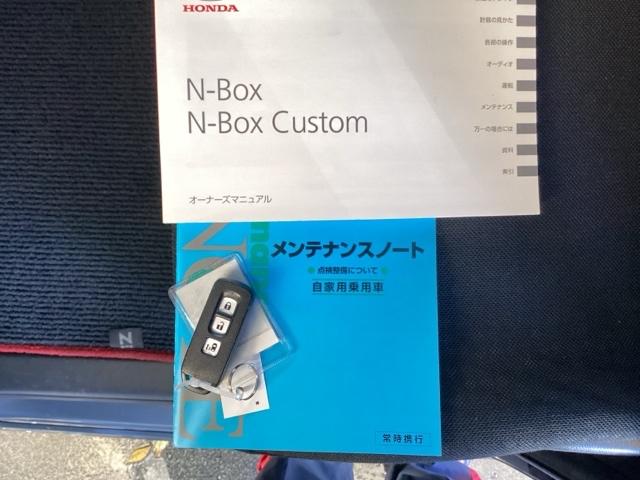 HONDA
計器の見かた
各部の操作
オーディオ
運転
メンテナンス
万一の場合には
資料
索引
N-Box
N-Box Custom
オーナーズマニュアル
メンテナンスノート
点検整備について
自家用乗用車
常時携行